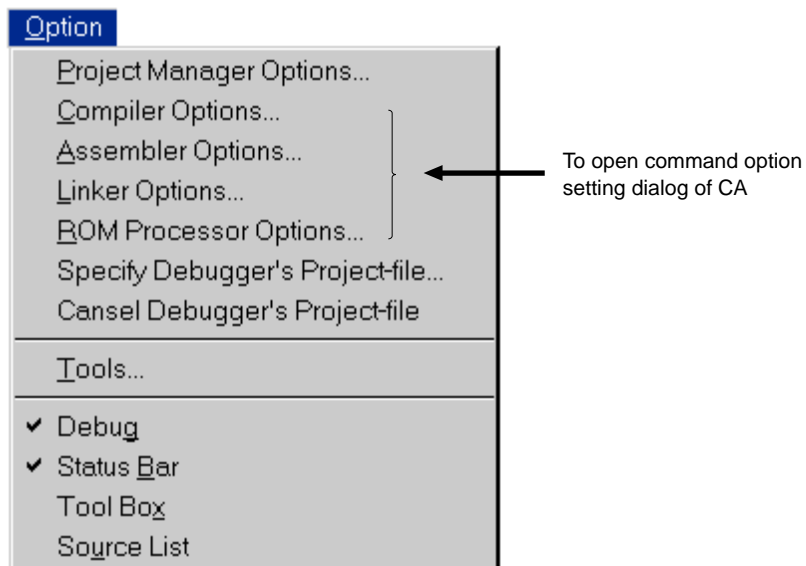 Option
Project Manager Options...
Compiler Options...
Assembler Options...
Linker Options...
ROM Processor Options...
Specify Debugger's Project-file...
Cansel Debugger's Project-file
Tools...
Debug
Status Bar
Tool Box
Source List
To open command option
setting dialog of CA